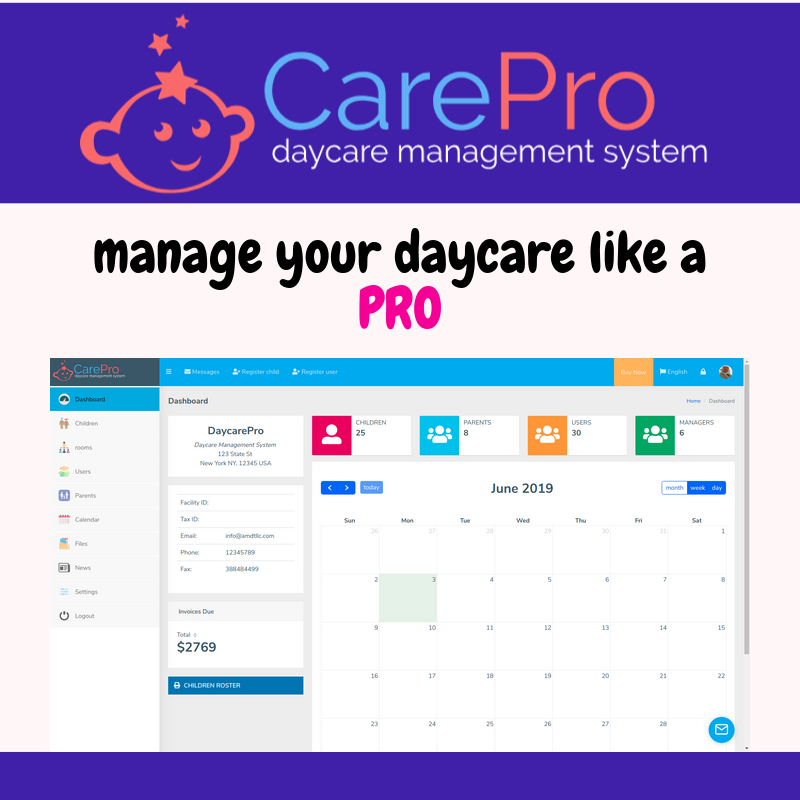 CarePro
daycare management system
manage your daycare like a
PRO
CarePro
daycare management system
Messages
Register child
Register user
Buy Now
English
Dashboard
Children
rooms
Users
Parents
Calendar
Files
News
Settings
Logout
Dashboard
Home / Dashboard
DaycarePro
Daycare Management System
123 State St
New York NY, 12345 USA
Facility ID:
Tax ID:
Email: info@amdtllc.com
Phone: 12345789
Fax: 388484499
Invoices Due
Total
$2769
CHILDREN ROSTER
CHILDREN
25
PARENTS
8
USERS
30
MANAGERS
6
today
June 2019
month week day
Sun Mon Tue Wed Thu Fri Sat
26 27 28 29 30 31 1
2 3 4 5 6 7 8
9 10 11 12 13 14 15
16 17 18 19 20 21 22
23 24 25 26 27 28